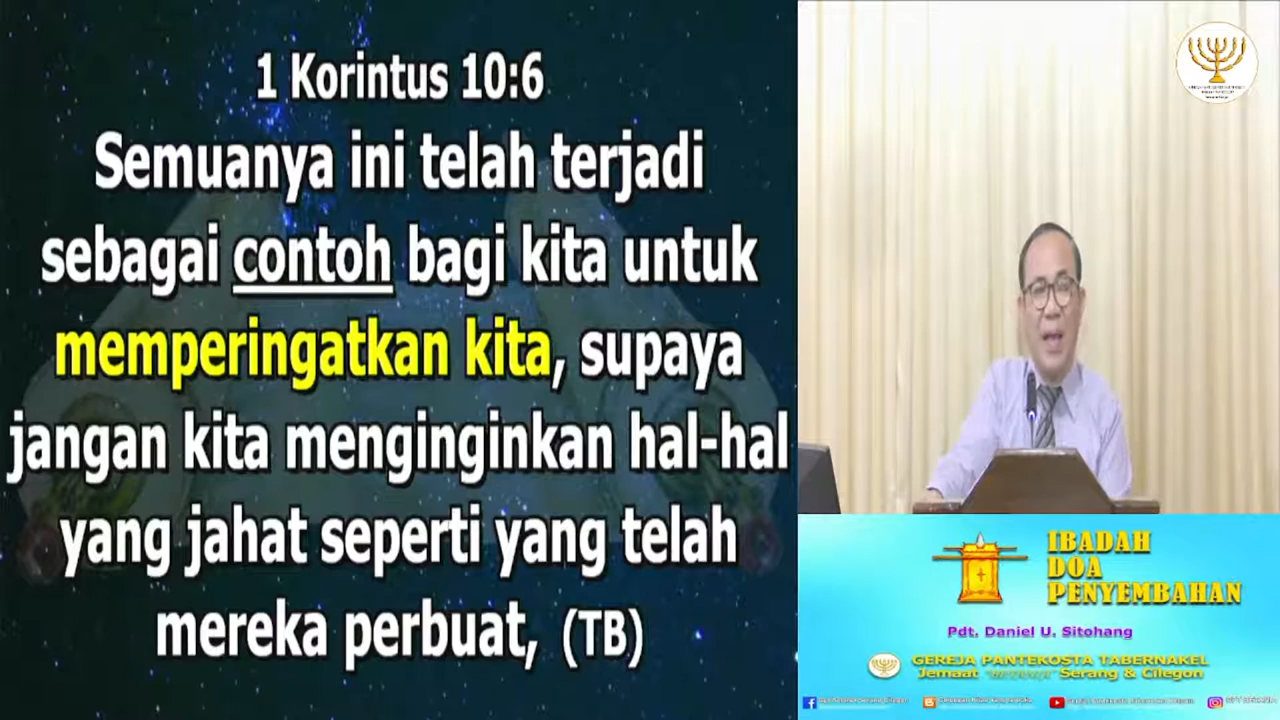 1 Korintus 10:6
Semuanya ini telah terjadi
sebagai contoh bagi kita untuk
memperingatkan kita, supaya
jangan kita menginginkan hal-hal
yang jahat seperti yang telah
mereka perbuat, (TB)
IBADAH
DOA
PENYEMBAHAN
Pdt. Daniel U. Sitohang
GEREJA PANTEKOSTA TABERNAKEL
Jemaat "BETANIA" Serang & Cilegon